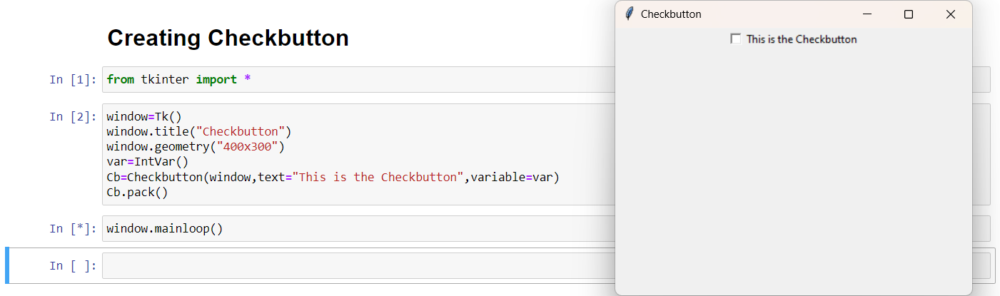 Creating Checkbutton
In [1]: from tkinter import *
In [2]: window=Tk()
window.title("Checkbutton")
window.geometry("400x300")
var=IntVar()
Cb=Checkbutton(window,text="This is the Checkbutton",variable=var)
Cb.pack()
In [*]: window.mainloop()
In [ ]:
Checkbutton
This is the Checkbutton